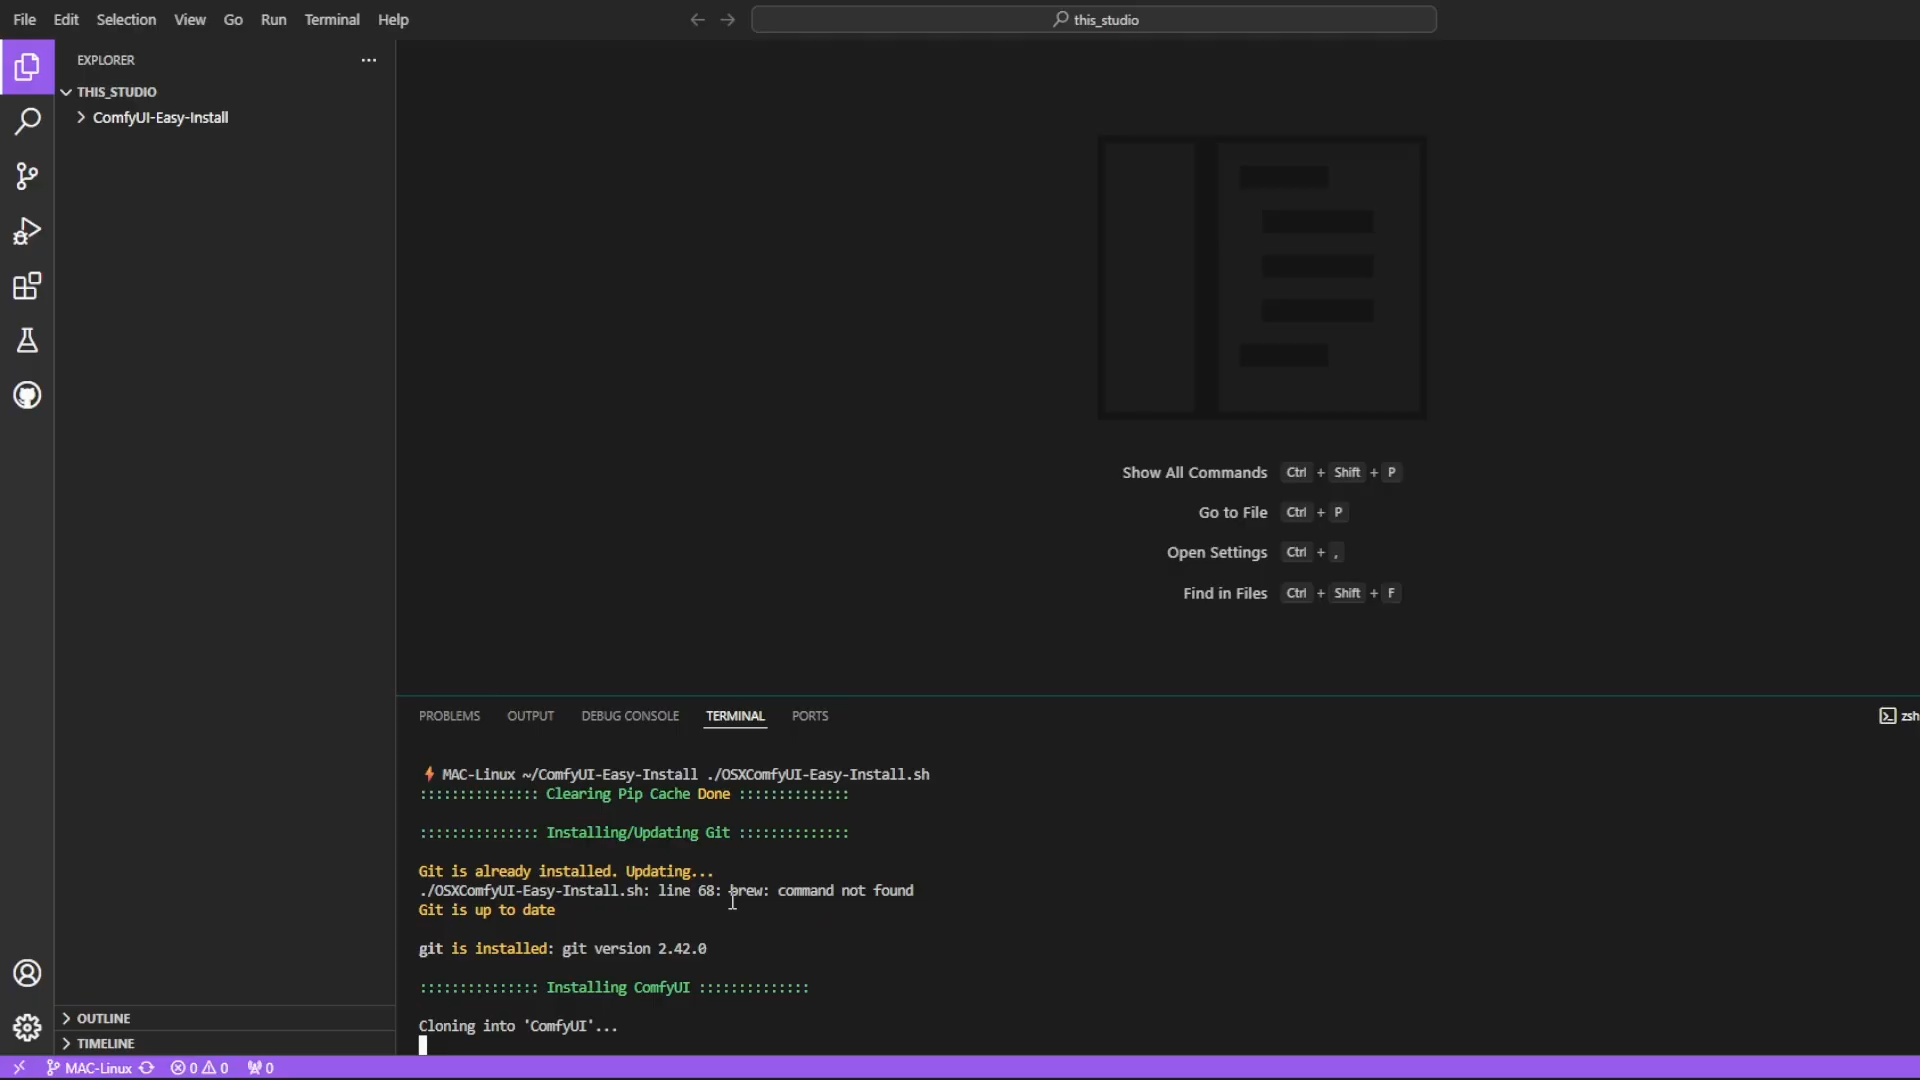 File Edit Selection View Go Run Terminal Help
this_studio
EXPLORER
THIS_STUDIO
ComfyUI-Easy-Install
Show All Commands Ctrl + Shift + P
Go to File Ctrl + P
Open Settings Ctrl + ,
Find in Files Ctrl + Shift + F
PROBLEMS OUTPUT DEBUG CONSOLE TERMINAL PORTS
zsh
MAC-Linux ~/ComfyUI-Easy-Install ./OSXComfyUI-Easy-Install.sh
::::::::::::::: Clearing Pip Cache Done ::::::::::::::
::::::::::::::: Installing/Updating Git ::::::::::::::
Git is already installed. Updating...
./OSXComfyUI-Easy-Install.sh: line 68: brew: command not found
Git is up to date
git is installed: git version 2.42.0
::::::::::::::: Installing ComfyUI ::::::::::::::
Cloning into 'ComfyUI'...
OUTLINE
TIMELINE
MAC-Linux 0 0 0